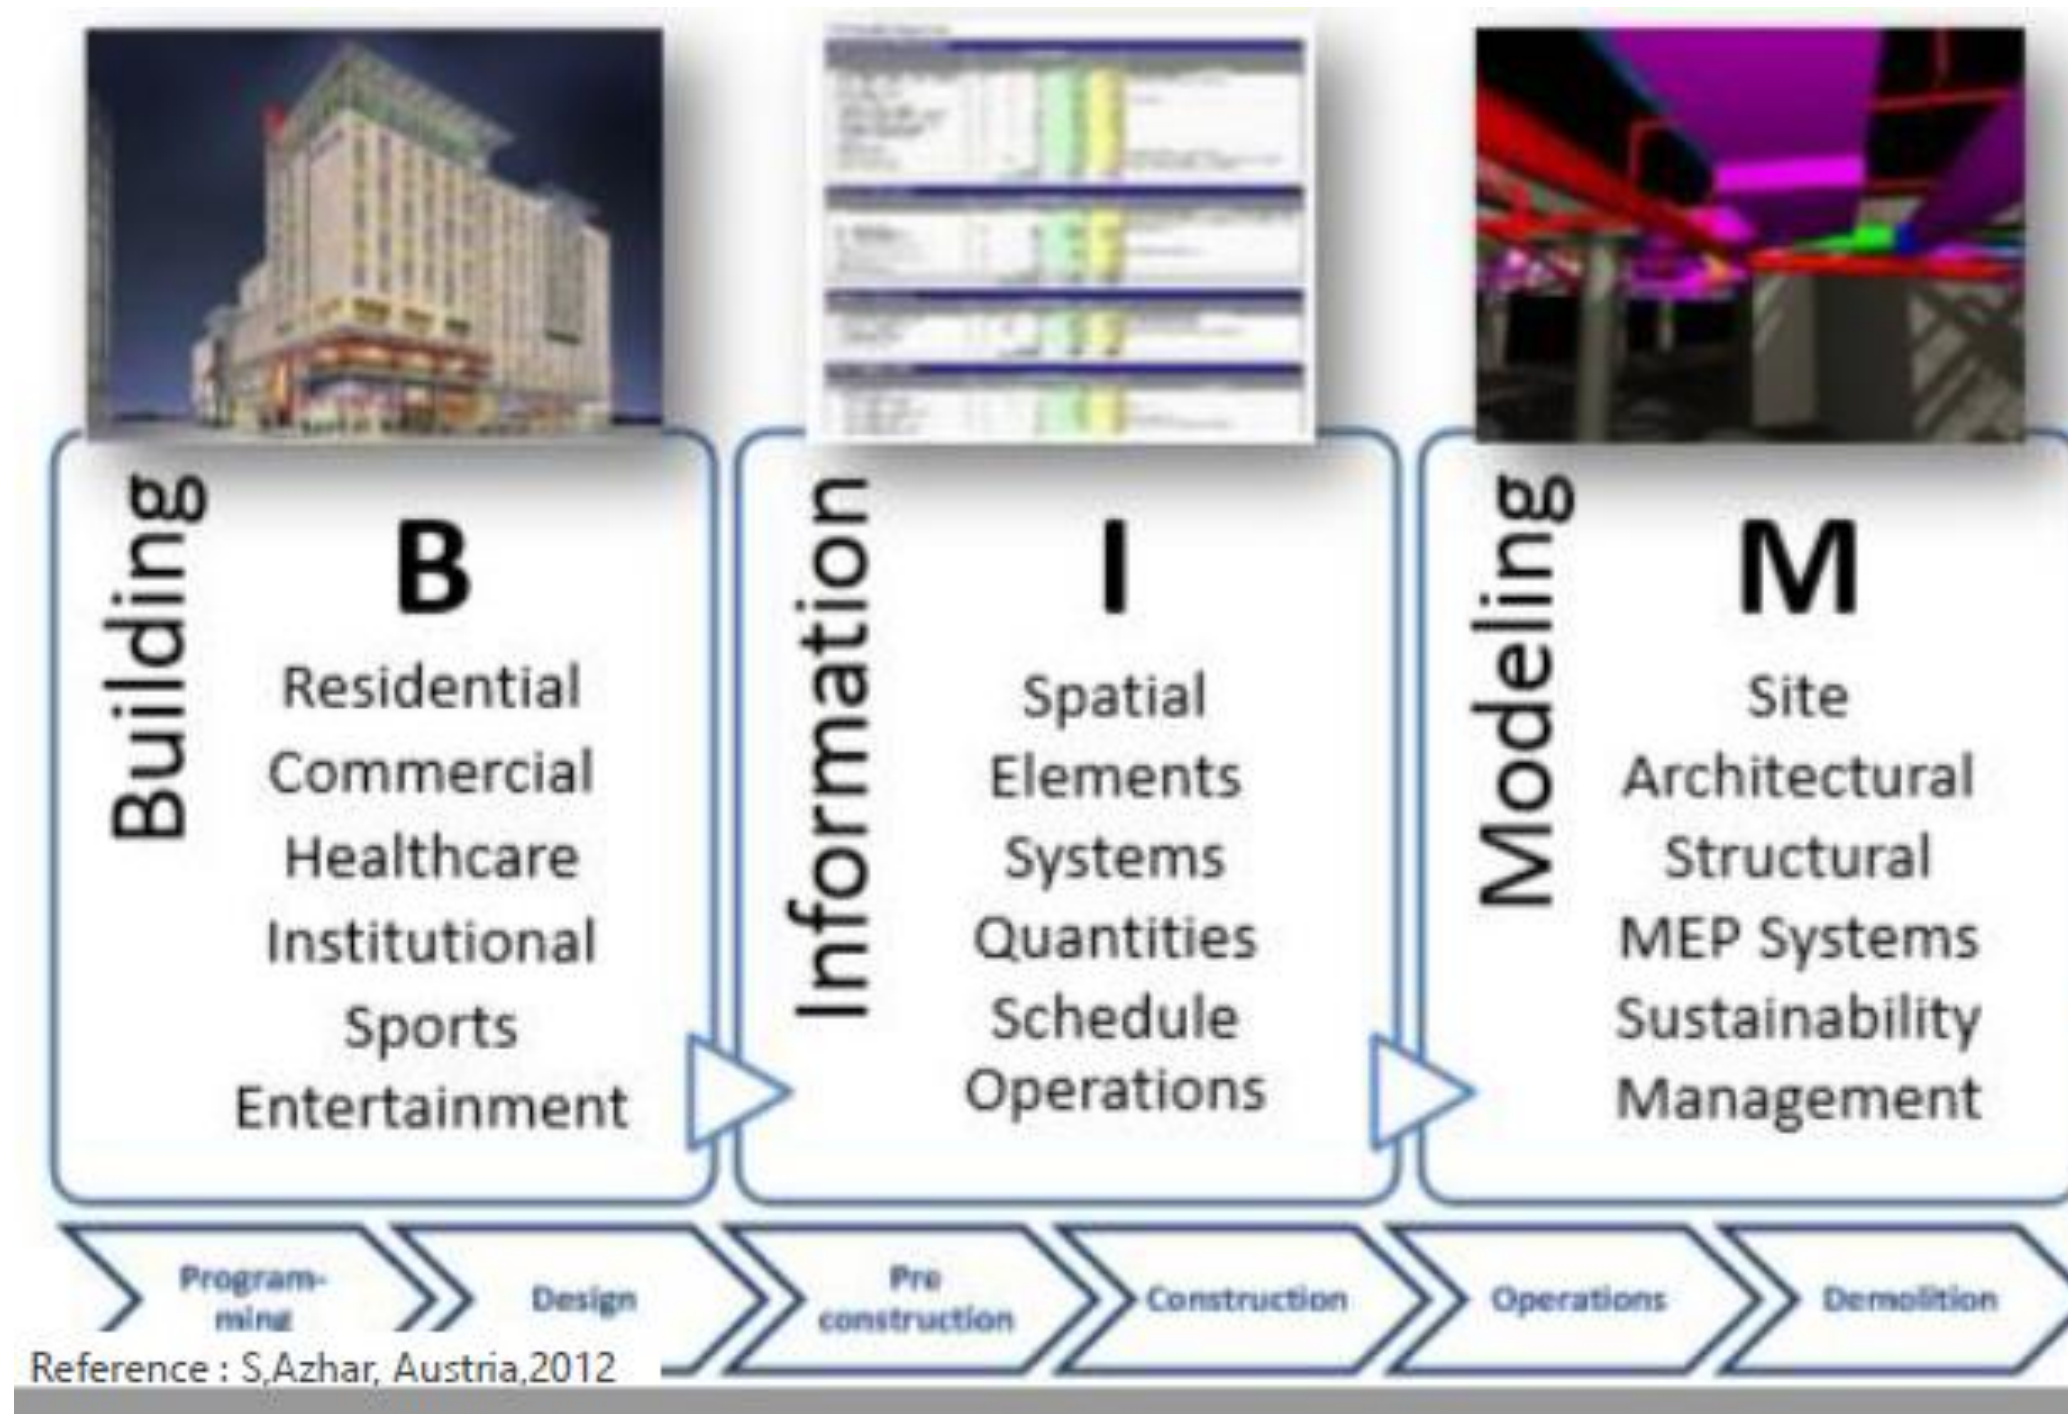 Building
B
Residential
Commercial
Healthcare
Institutional
Sports
Entertainment
Information
I
Spatial
Elements
Systems
Quantities
Schedule
Operations
Modeling
M
Site
Architectural
Structural
MEP Systems
Sustainability
Management
Program-
ming
Design
Pre
construction
Construction
Operations
Demolition
Reference : S,Azhar, Austria,2012